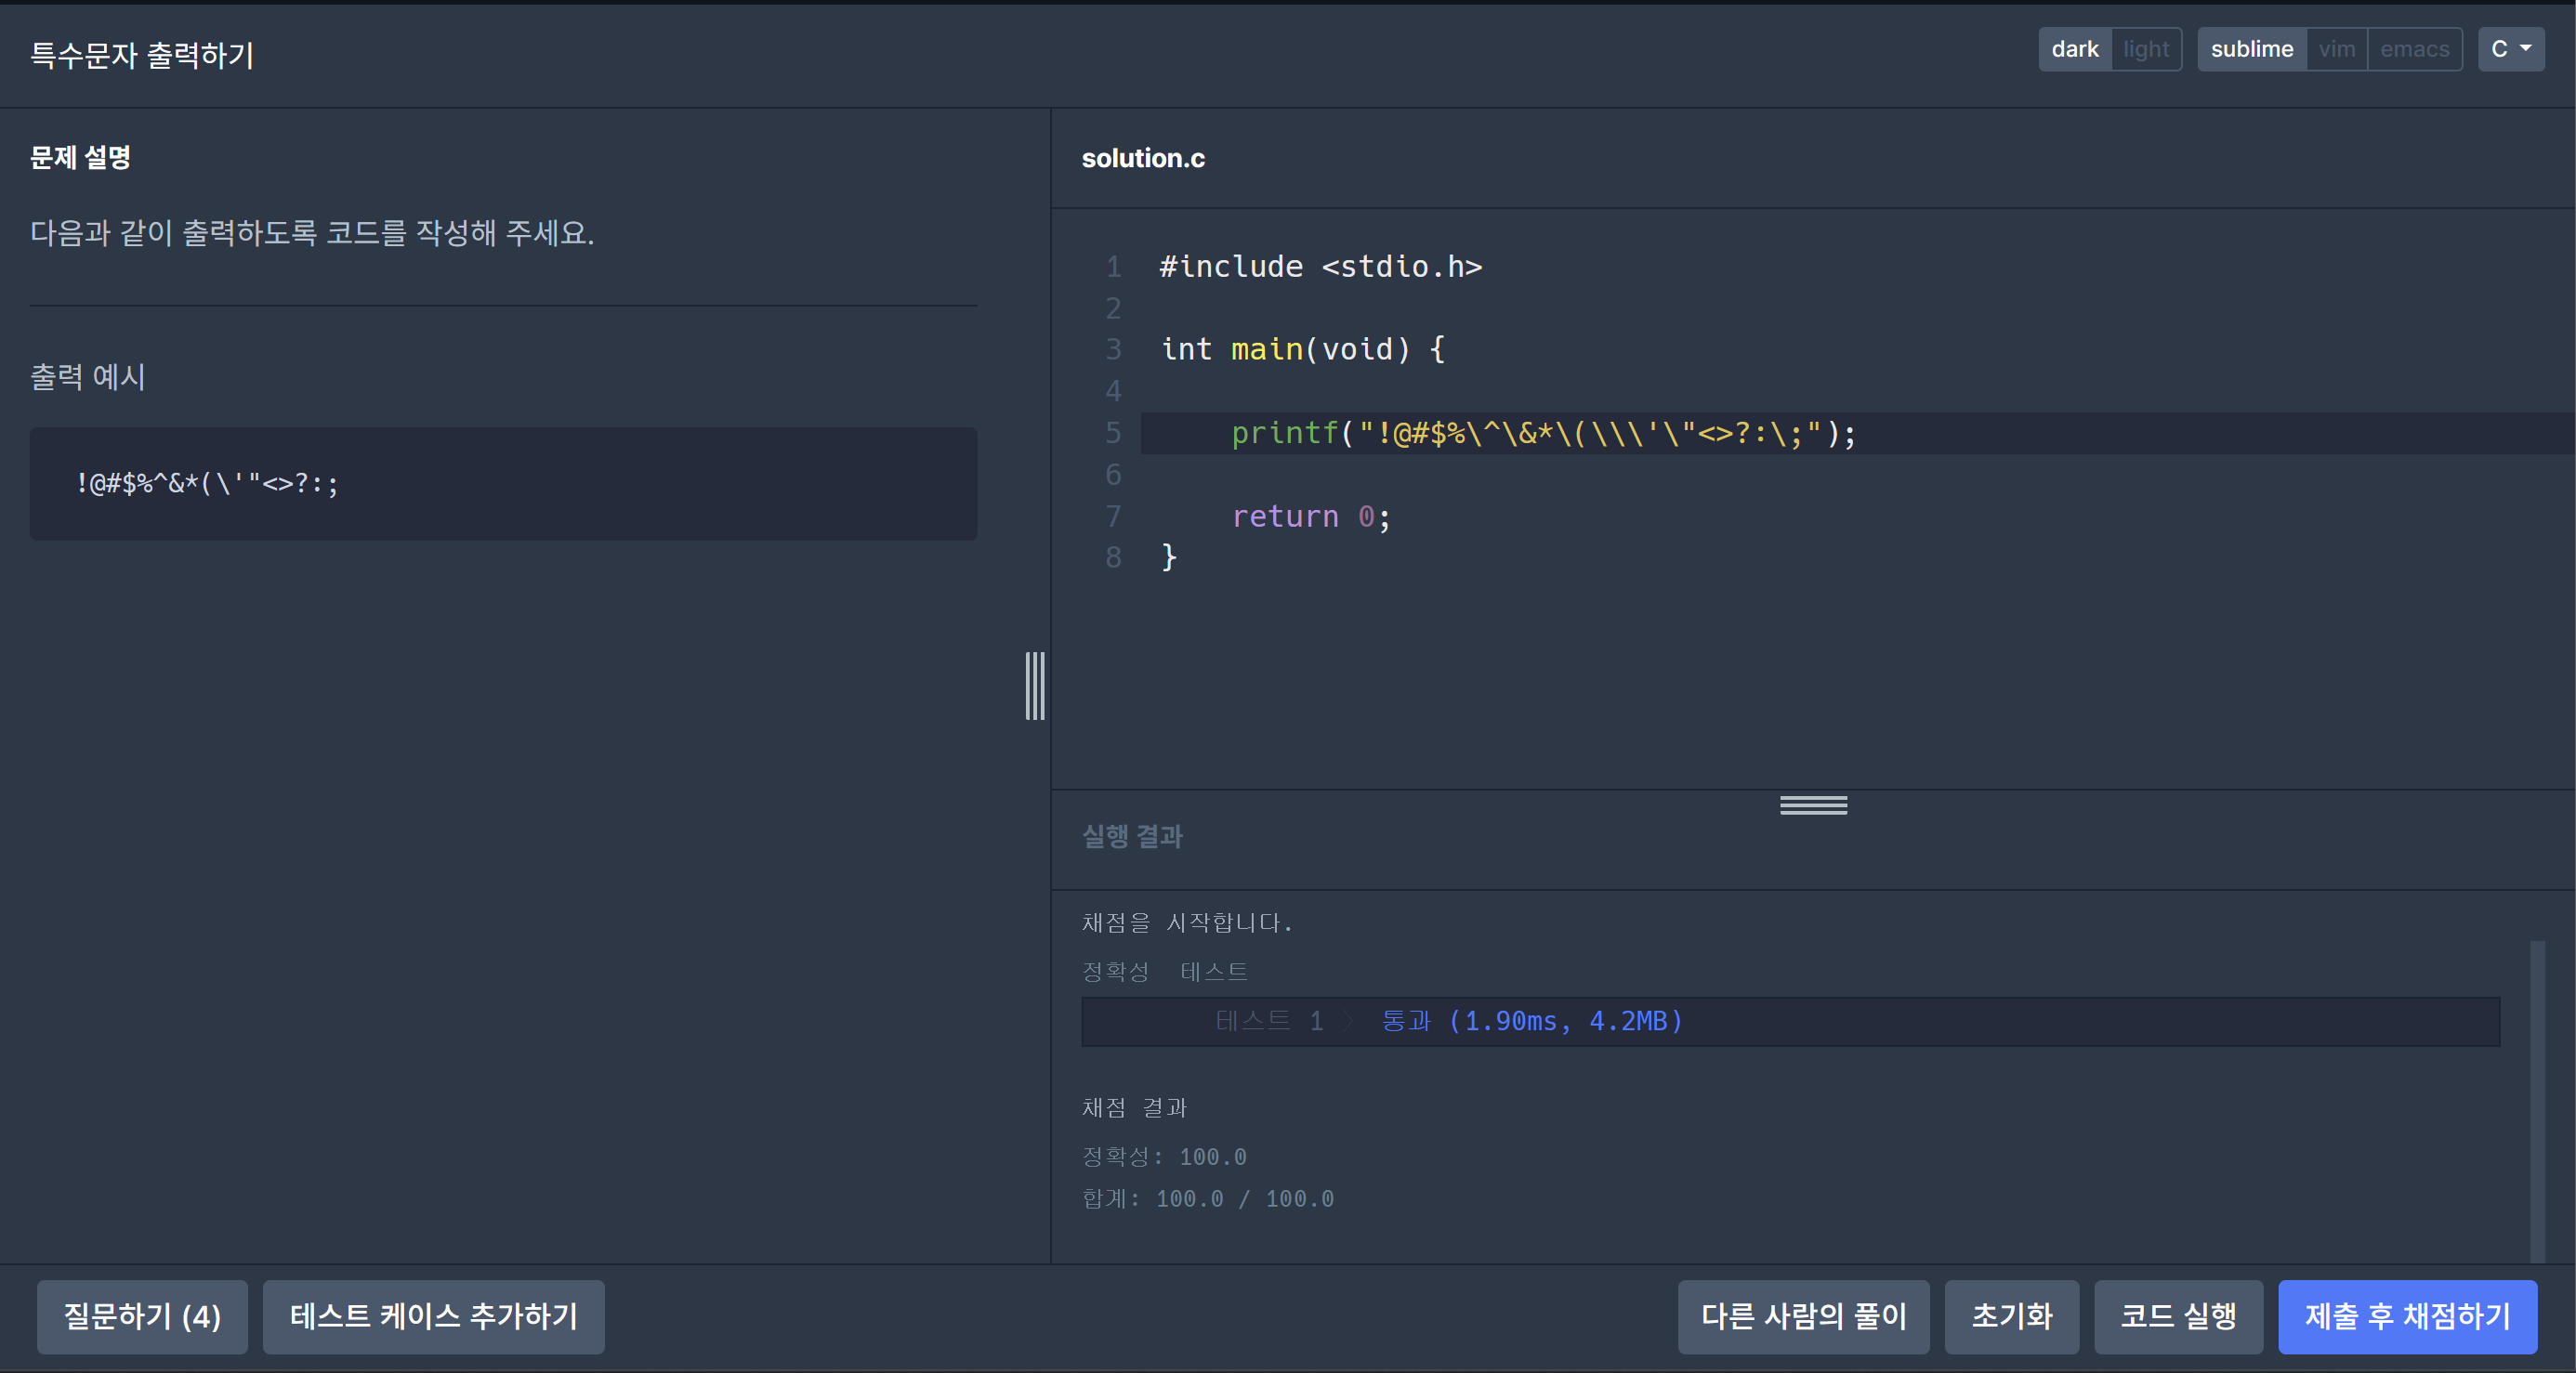 특수문자 출력하기
dark light sublime vim emacs C
문제 설명
다음과 같이 출력하도록 코드를 작성해 주세요.
출력 예시
!@#$%^&*(\'"<>?:;
solution.c
1 #include <stdio.h>
2
3 int main(void) {
4
5 printf("!@#$%\^\&*\(\\\'\"<>?:\;");
6
7 return 0;
8 }
실행 결과
채점을 시작합니다.
정확성 테스트
테스트 1 〉 통과 (1.90ms, 4.2MB)
채점 결과
정확성: 100.0
합계: 100.0 / 100.0
질문하기 (4) 테스트 케이스 추가하기 다른 사람의 풀이 초기화 코드 실행 제출 후 채점하기